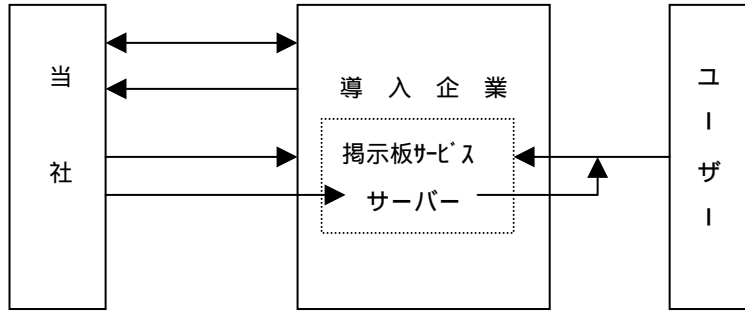 当社
導入企業
掲示板ｻｰﾋﾞｽ
サーバー
ユーザー